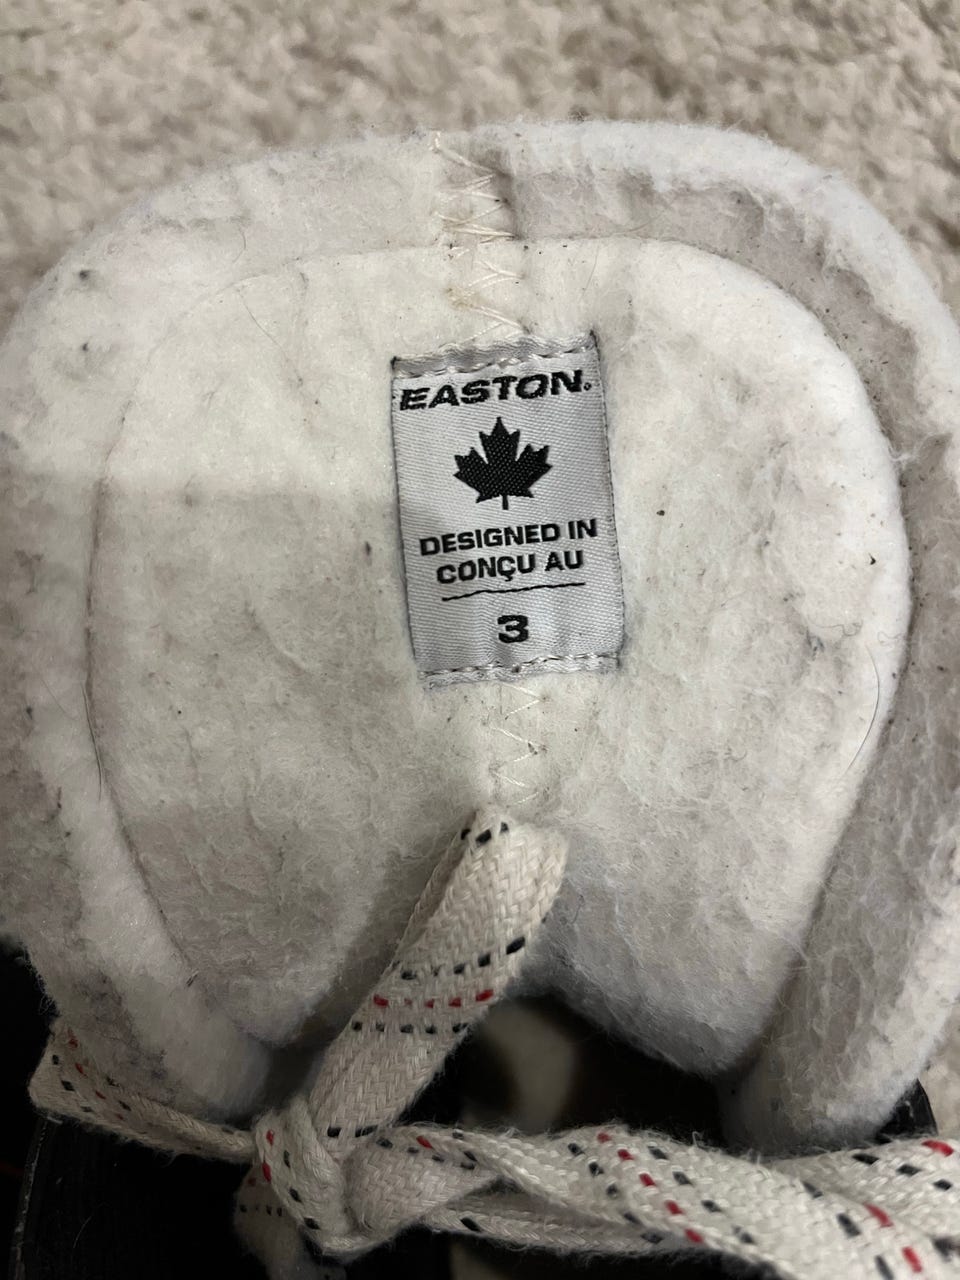 EASTON.
DESIGNED IN
CONÇU AU
3